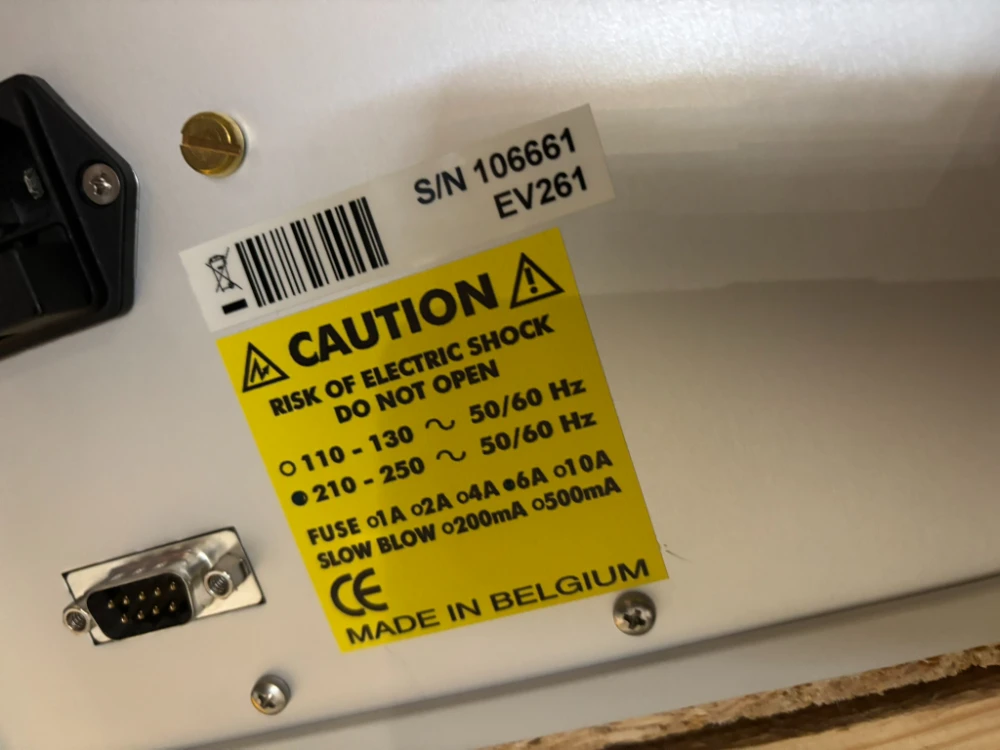 S/N 106661
EV261
CAUTION
RISK OF ELECTRIC SHOCK
DO NOT OPEN
○ 110 - 130 ~ 50/60 Hz
● 210 - 250 ~ 50/60 Hz
FUSE ○1A ○2A ○4A ●6A ○10A
SLOW BLOW ○200mA ○500mA
CE
MADE IN BELGIUM